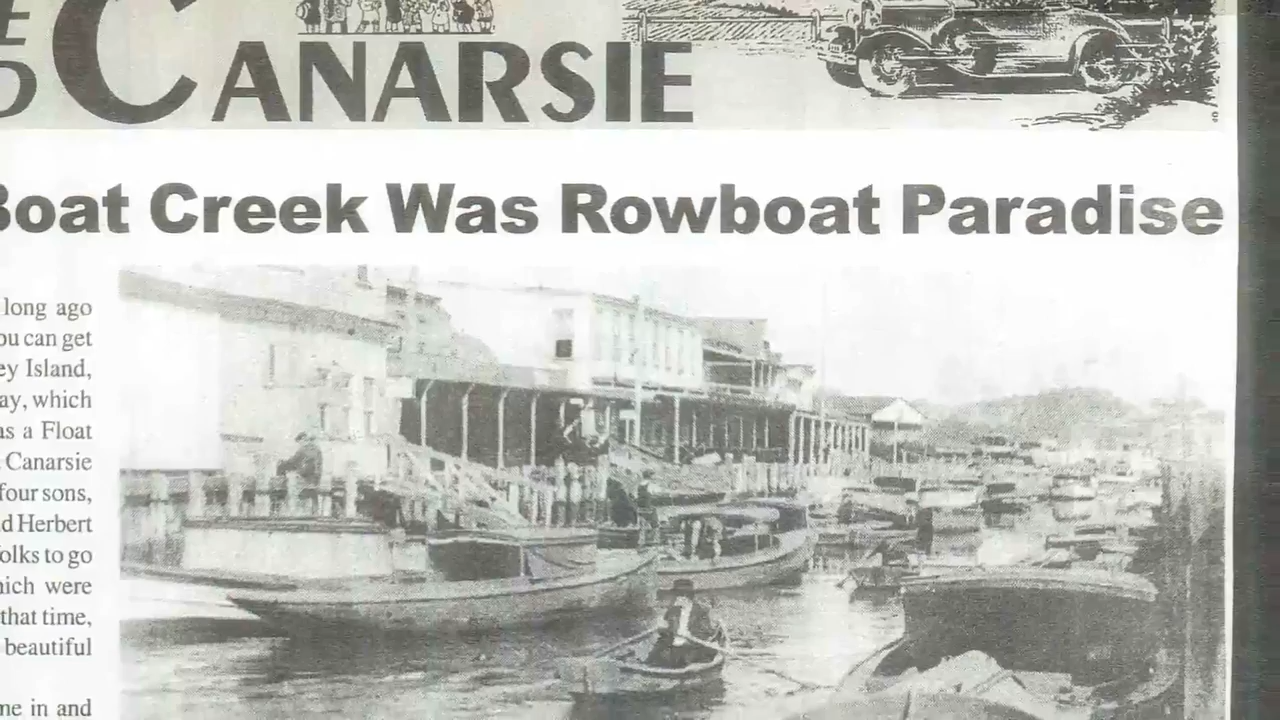 CANARSIE
Boat Creek Was Rowboat Paradise
long ago
ou can get
ey Island,
ay, which
as a Float
Canarsie
four sons,
d Herbert
olks to go
hich were
that time,
beautiful
me in and